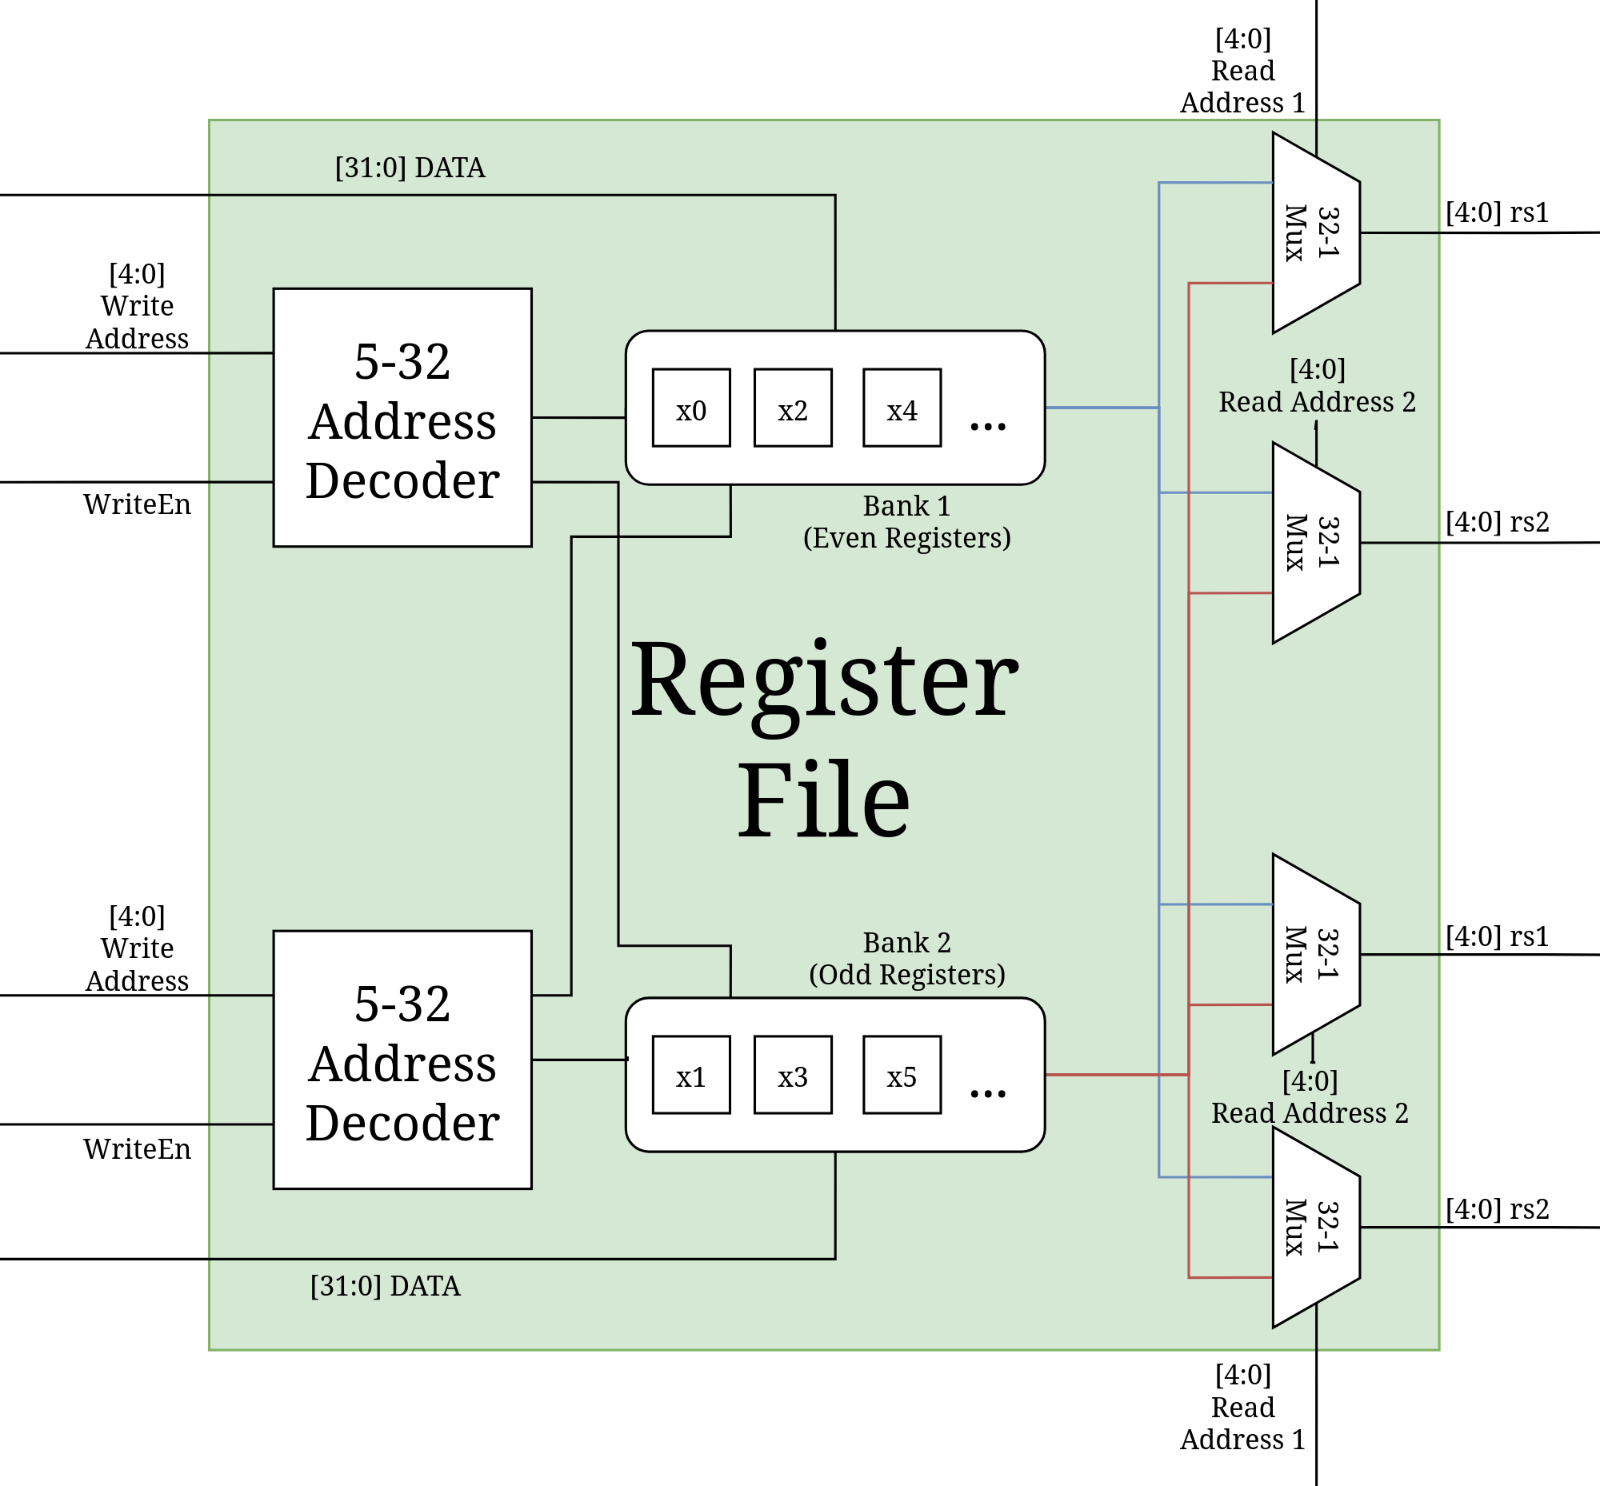 [4:0]
Read
Address 1
[31:0] DATA
32-1
Mux
[4:0] rs1
[4:0]
Write
Address
5-32
Address
Decoder
WriteEn
x0
x2
x4
...
Bank 1
(Even Registers)
[4:0]
Read Address 2
32-1
Mux
[4:0] rs2
Register
File
[4:0]
Write
Address
5-32
Address
Decoder
WriteEn
Bank 2
(Odd Registers)
x1
x3
x5
...
32-1
Mux
[4:0] rs1
[4:0]
Read Address 2
32-1
Mux
[4:0] rs2
[31:0] DATA
[4:0]
Read
Address 1